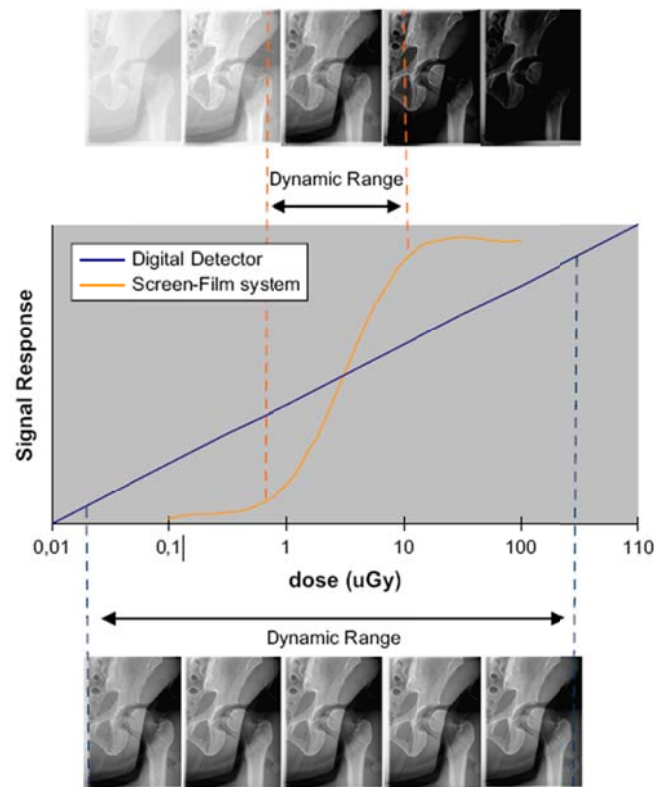 Dynamic Range
Digital Detector
Screen-Film system
Signal Response
0,01 0,1 1 10 100 110
dose (uGy)
Dynamic Range